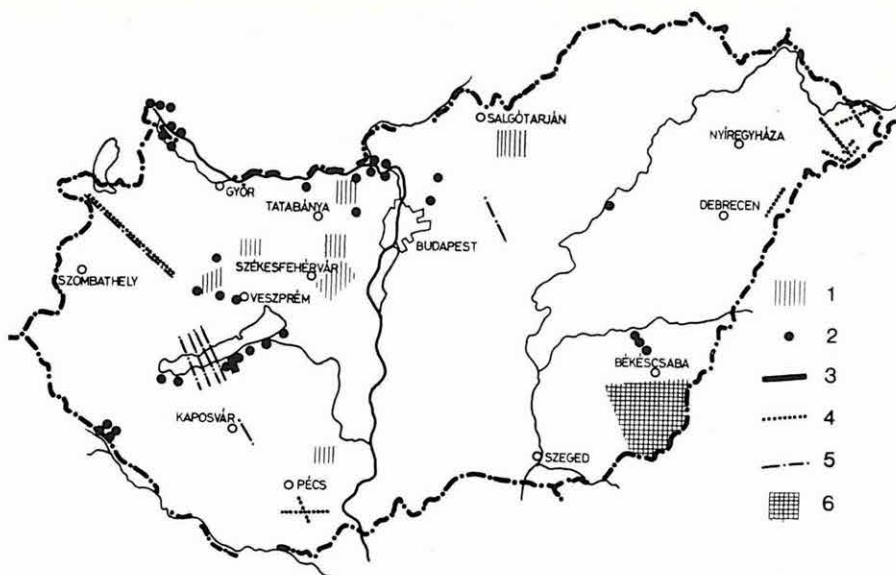 SALGÓTARJÁN
NYÍREGYHÁZA
GYŐR
TATABÁNYA
DEBRECEN
BUDAPEST
SZÉKESFEHÉRVÁR
SZOMBATHELY
VESZPRÉM
1
2
BÉKÉSCSABA
3
KAPOSVÁR
4
SZEGED
5
PÉCS
6